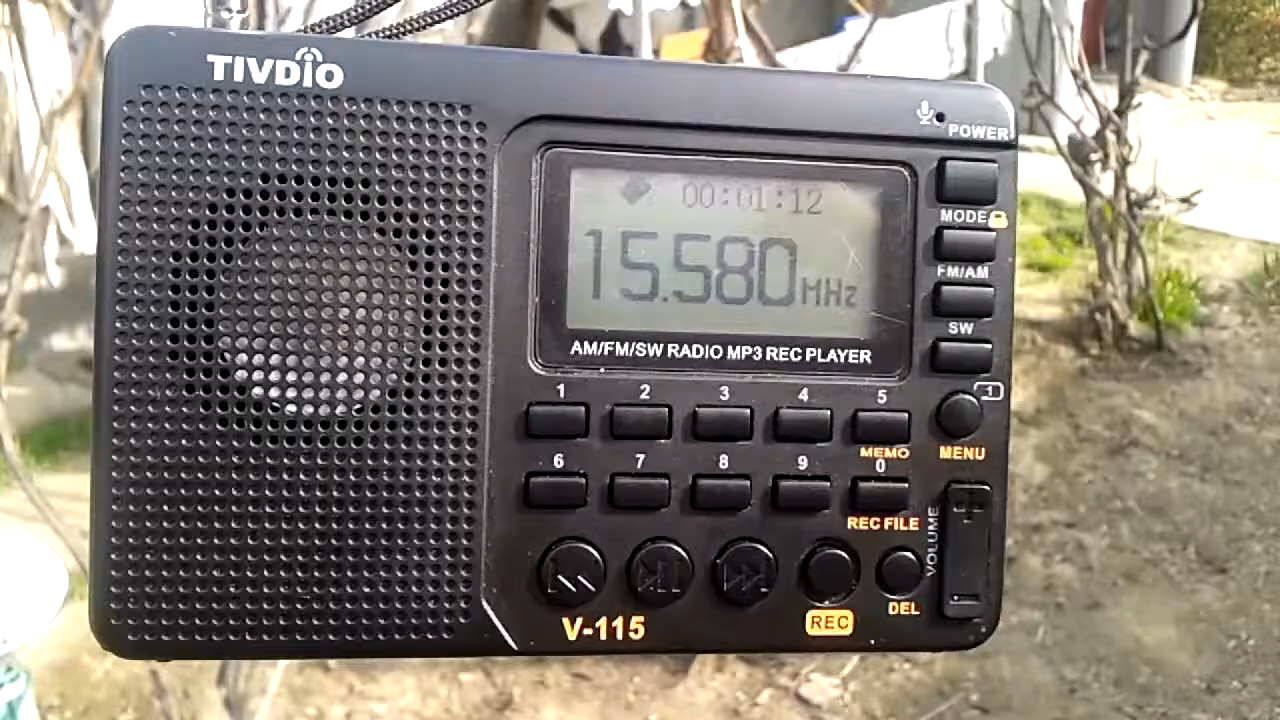 TIVDIO
POWER
00:01:12
15.580MHz
AM/FM/SW RADIO MP3 REC PLAYER
MODE
FM/AM
SW
1 2 3 4 5
1
MEMO
MENU
6 7 8 9 0
REC FILE
VOLUME
+
-
REC
DEL
V-115